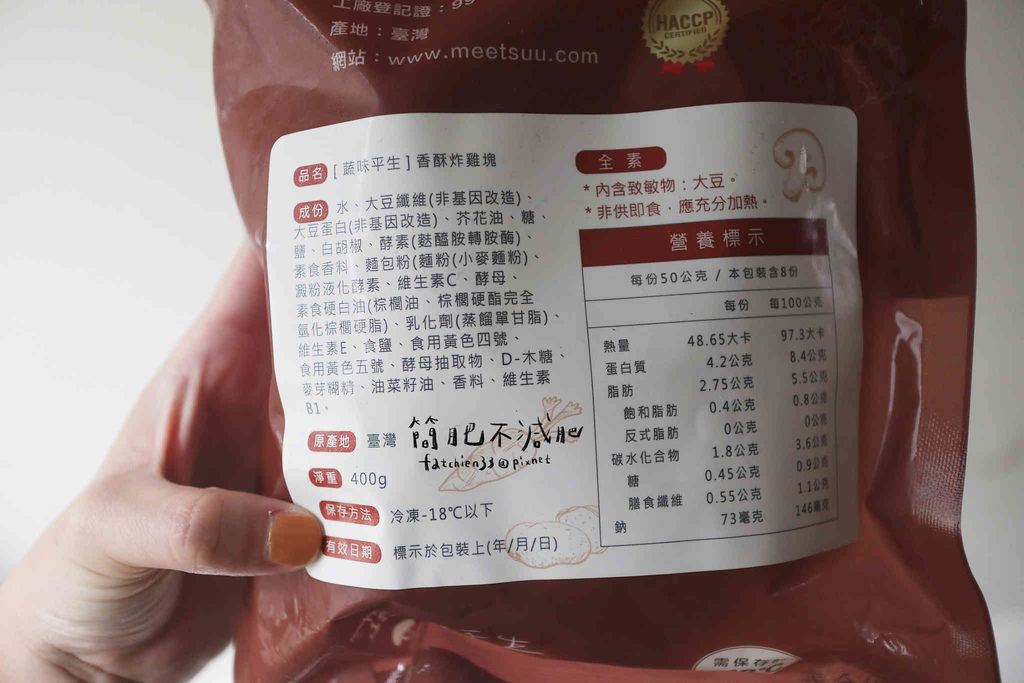 工廠登記證：99
產地：臺灣
網站：www.meetsuu.com
HACCP
CERTIFIED
品名 [ 蔬味平生 ] 香酥炸雞塊
成份 水、大豆纖維(非基因改造)、
大豆蛋白(非基因改造)、芥花油、糖、
鹽、白胡椒、酵素(麩醯胺轉胺酶)、
素食香料、麵包粉(麵粉(小麥麵粉)、
澱粉液化酵素、維生素C、酵母、
素食硬白油(棕櫚油、棕櫚硬酯完全
氫化棕櫚硬脂)、乳化劑(蒸餾單甘脂)、
維生素E、食鹽、食用黃色四號、
食用黃色五號、酵母抽取物、D-木糖、
麥芽糊精、油菜籽油、香料、維生素
B1。
原產地 臺灣
簡肥不減肥
fatchien33@pixnet
淨重 400g
保存方法 冷凍-18℃以下
有效日期 標示於包裝上(年/月/日)
全素
*內含致敏物：大豆。
*非供即食，應充分加熱。
營養標示
每份50公克 / 本包裝含8份
每份 每100公克
熱量 48.65大卡 97.3大卡
蛋白質 4.2公克 8.4公克
脂肪 2.75公克 5.5公克
飽和脂肪 0.4公克 0.8公克
反式脂肪 0公克 0公克
碳水化合物 1.8公克 3.6公克
糖 0.45公克 0.9公克
膳食纖維 0.55公克 1.1公克
鈉 73毫克 146毫克
需保存於